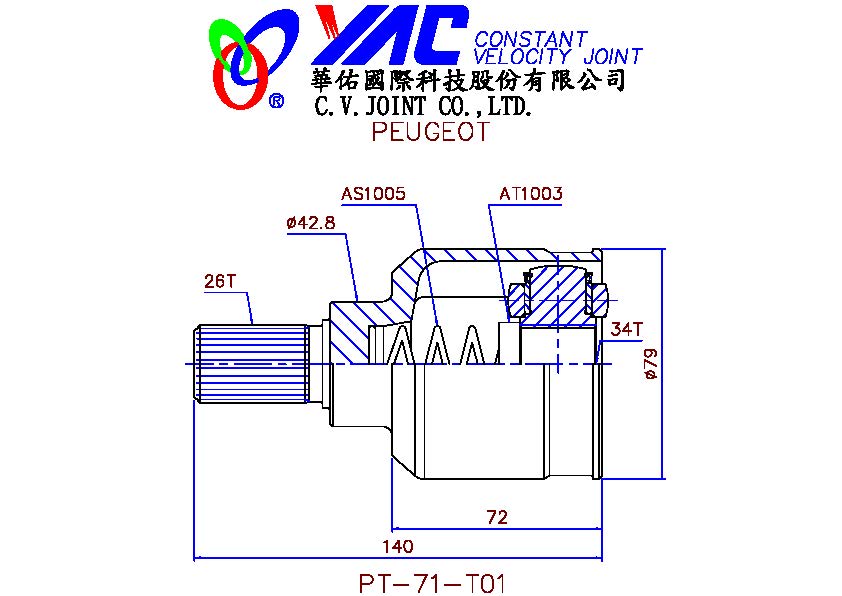 YAC CONSTANT
VELOCITY JOINT
®
華佑國際科技股份有限公司
C.V.JOINT CO.,LTD.
PEUGEOT
AS1005
AT1003
ø42.8
26T
34T
ø79
72
140
PT-71-T01